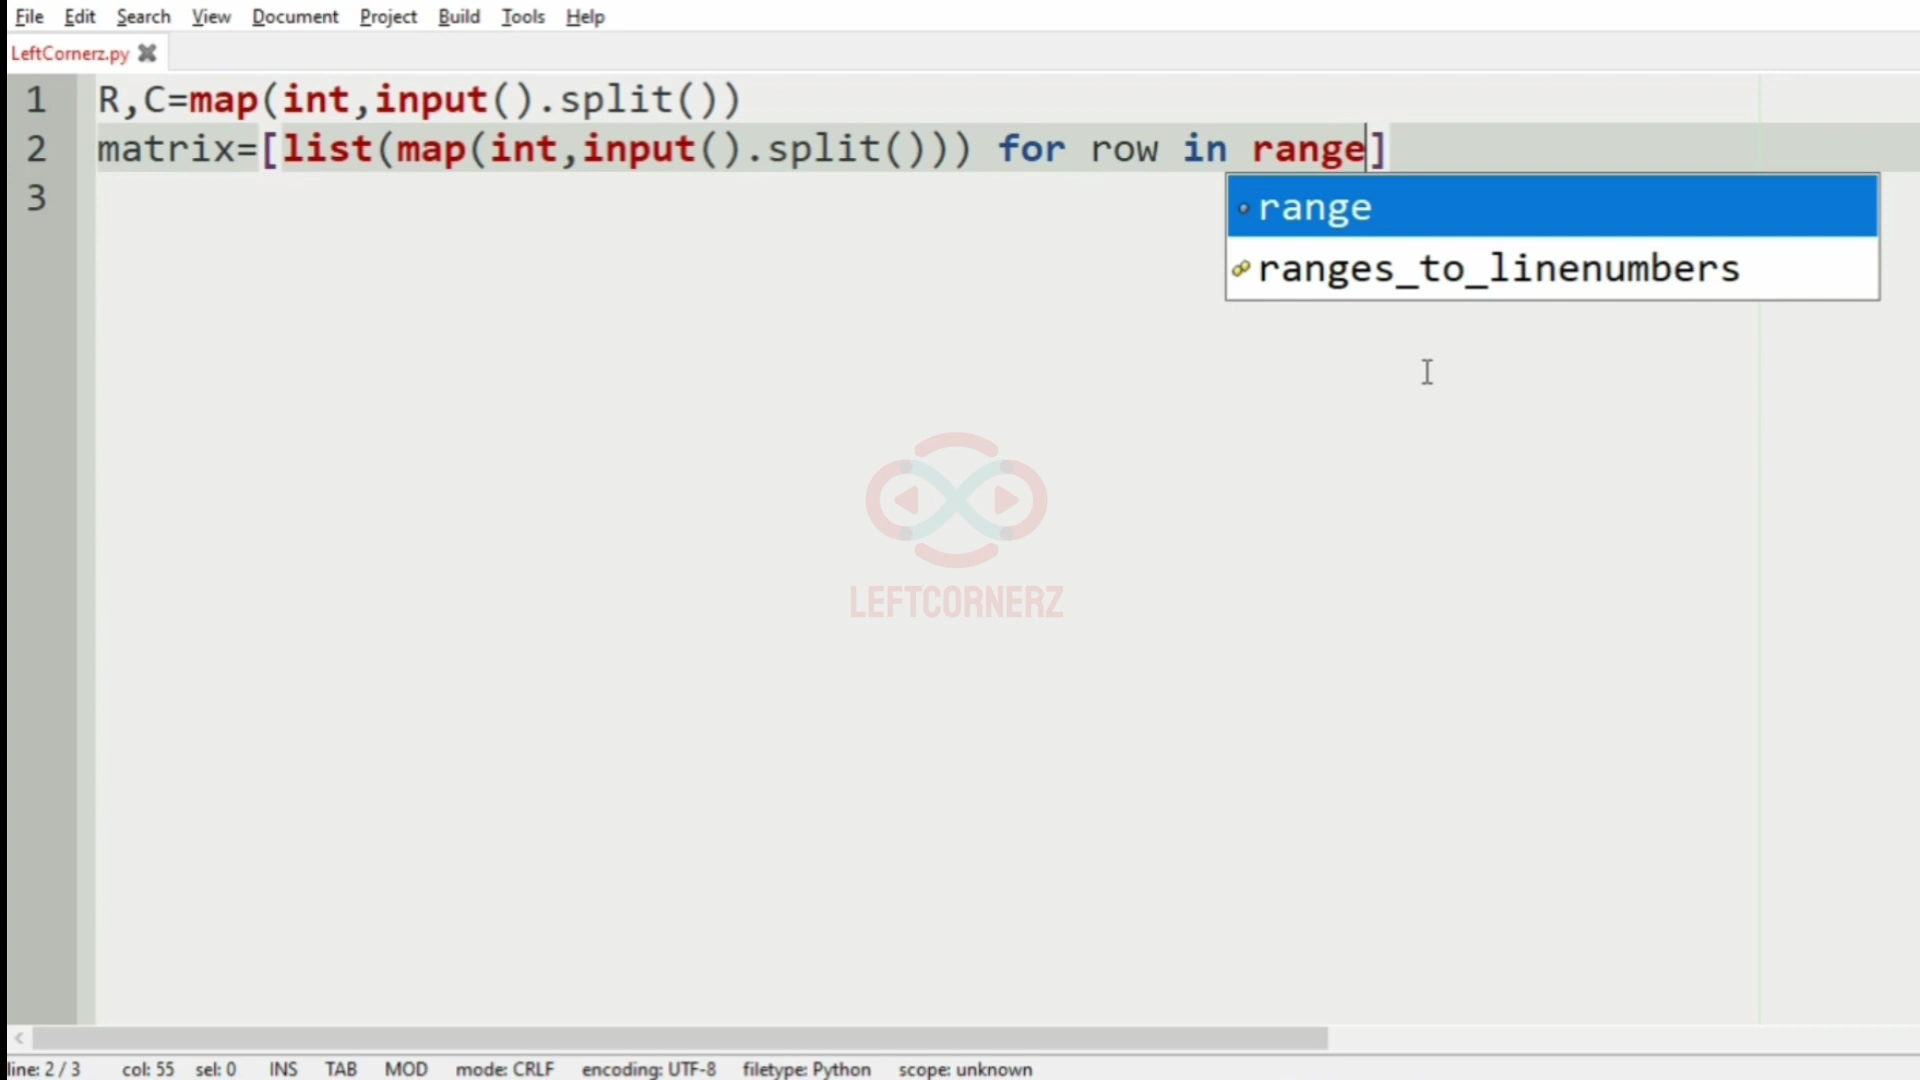 File Edit Search View Document Project Build Tools Help
LeftCornerz.py
1 R,C=map(int,input().split())
2 matrix=[list(map(int,input().split())) for row in range]
3
range
ranges_to_linenumbers
LEFTCORNERZ
line: 2 / 3 col: 55 sel: 0 INS TAB MOD mode: CRLF encoding: UTF-8 filetype: Python scope: unknown